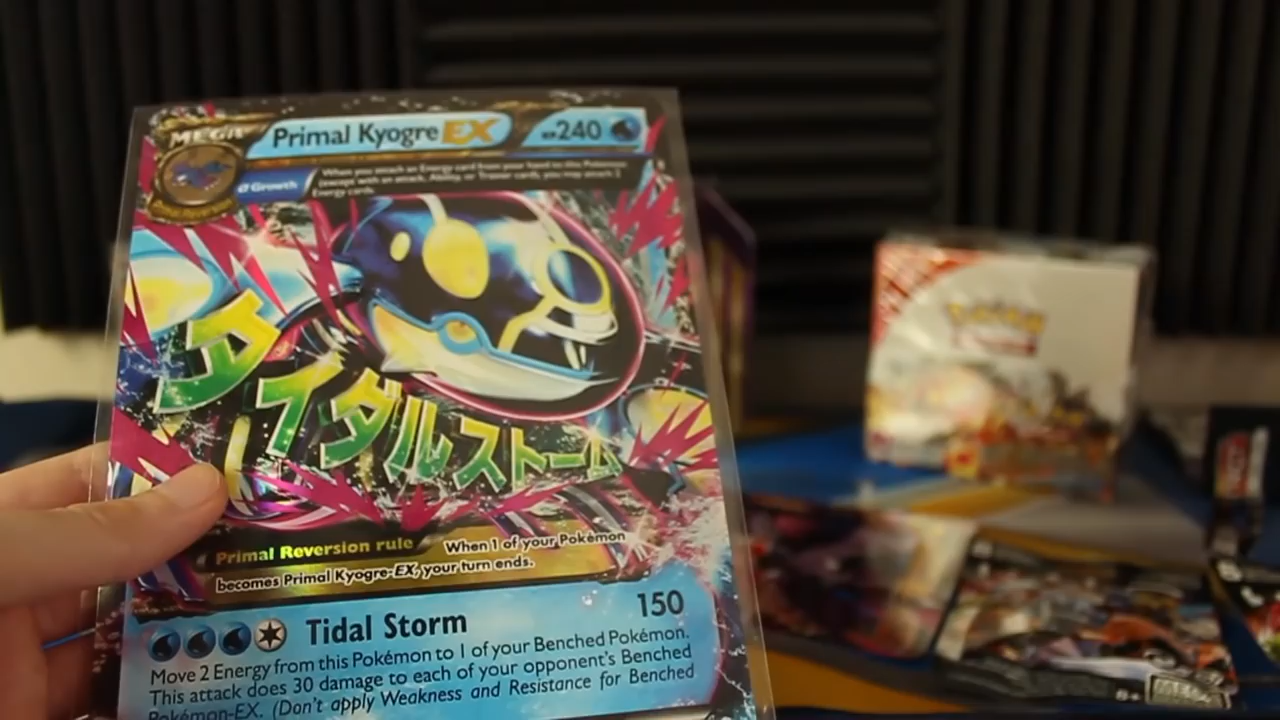 MEGA
Primal Kyogre EX HP240
α Growth
When you attach an Energy card from your hand to this Pokémon
(except with an attack, Ability, or Trainer card), you may attach 2
Energy cards.
タイダルストーム
Primal Reversion rule When 1 of your Pokémon
becomes Primal Kyogre-EX, your turn ends.
Tidal Storm 150
Move 2 Energy from this Pokémon to 1 of your Benched Pokémon.
This attack does 30 damage to each of your opponent's Benched
Pokémon-EX. (Don't apply Weakness and Resistance for Benched
Pokémon